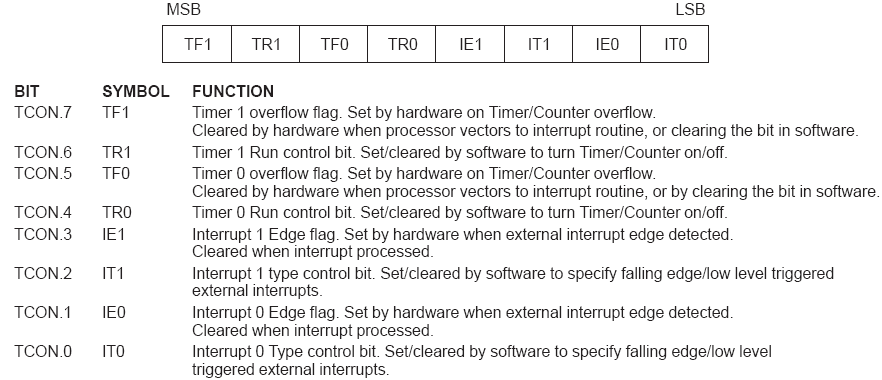 MSB LSB
TF1 TR1 TF0 TR0 IE1 IT1 IE0 IT0
BIT SYMBOL FUNCTION
TCON.7 TF1 Timer 1 overflow flag. Set by hardware on Timer/Counter overflow.
Cleared by hardware when processor vectors to interrupt routine, or clearing the bit in software.
TCON.6 TR1 Timer 1 Run control bit. Set/cleared by software to turn Timer/Counter on/off.
TCON.5 TF0 Timer 0 overflow flag. Set by hardware on Timer/Counter overflow.
Cleared by hardware when processor vectors to interrupt routine, or by clearing the bit in software.
TCON.4 TR0 Timer 0 Run control bit. Set/cleared by software to turn Timer/Counter on/off.
TCON.3 IE1 Interrupt 1 Edge flag. Set by hardware when external interrupt edge detected.
Cleared when interrupt processed.
TCON.2 IT1 Interrupt 1 type control bit. Set/cleared by software to specify falling edge/low level triggered
external interrupts.
TCON.1 IE0 Interrupt 0 Edge flag. Set by hardware when external interrupt edge detected.
Cleared when interrupt processed.
TCON.0 IT0 Interrupt 0 Type control bit. Set/cleared by software to specify falling edge/low level
triggered external interrupts.